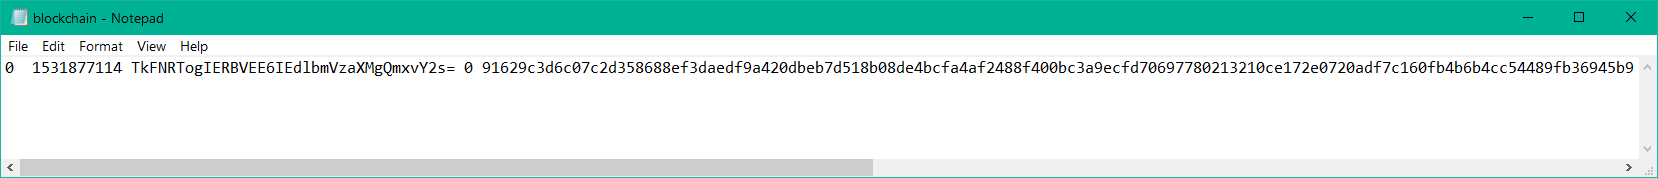 blockchain - Notepad
File Edit Format View Help
0 1531877114 TkFNRTogIERBVEE6IEdlbmVzaXMgQmxvY2s= 0 91629c3d6c07c2d358688ef3daedf9a420dbeb7d518b08de4bcfa4af2488f400bc3a9ecfd70697780213210ce172e0720adf7c160fb4b6b4cc54489fb36945b9